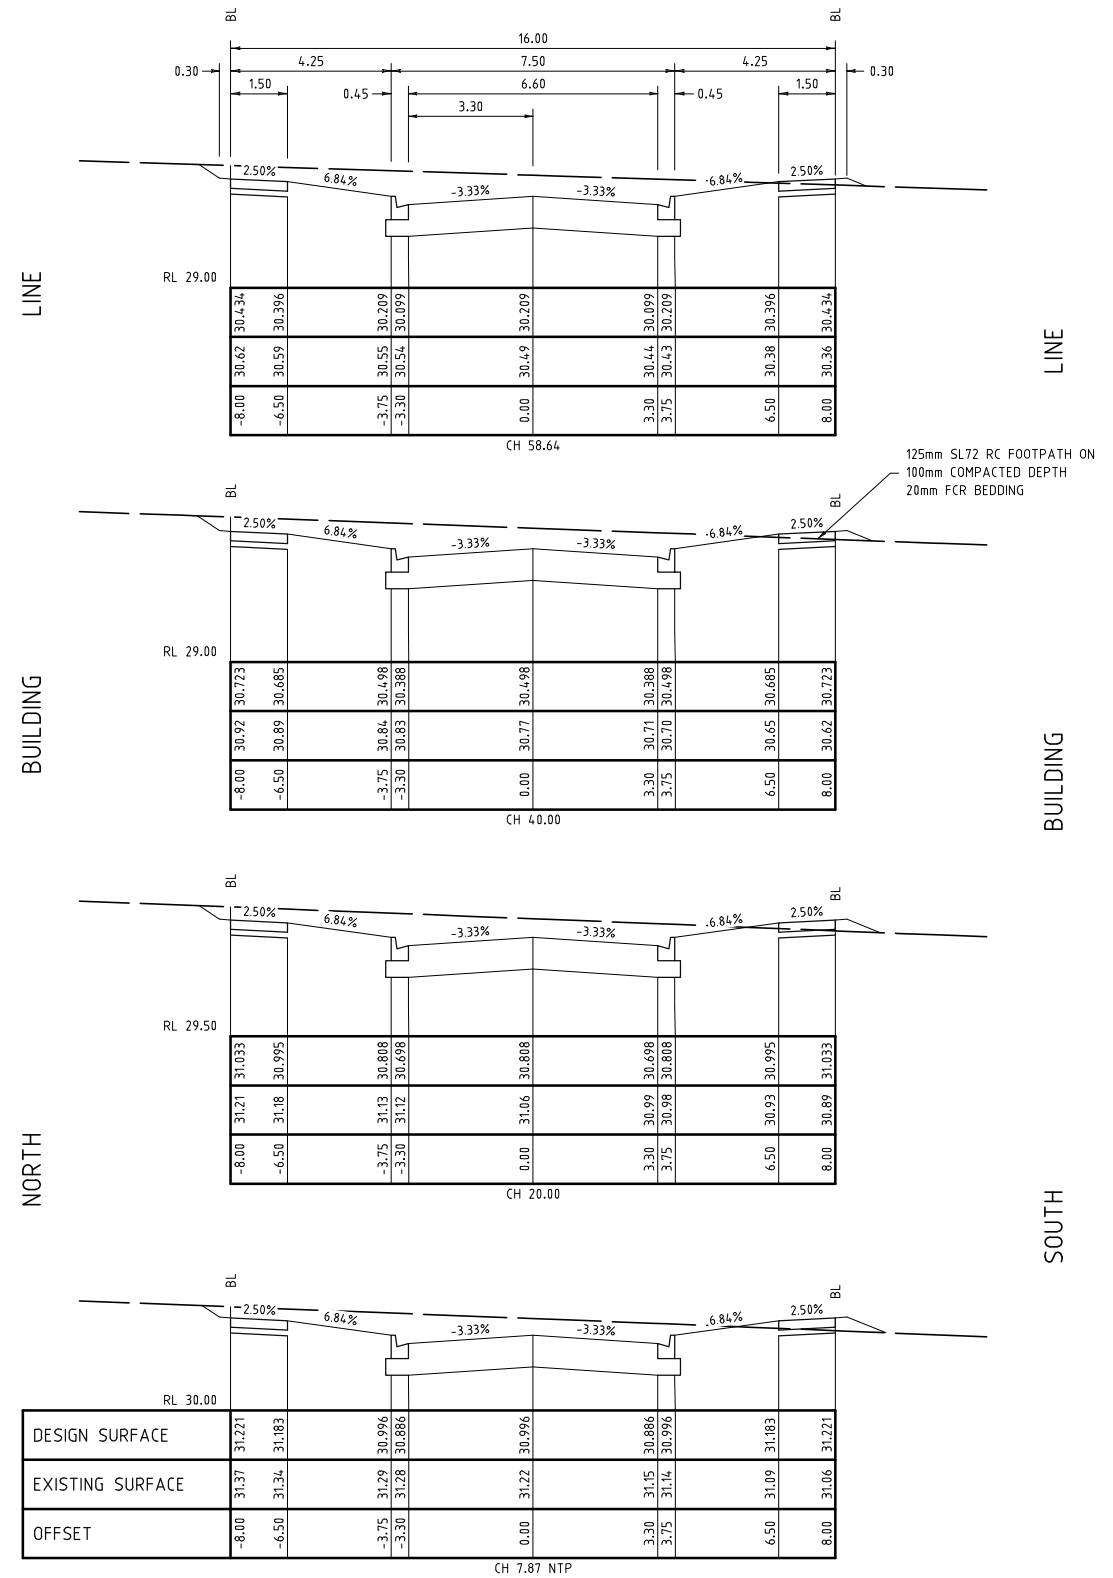 BL
BL
16.00
0.30
4.25
7.50
4.25
0.30
1.50
0.45
6.60
0.45
1.50
3.30
2.50%
6.84%
-3.33%
-3.33%
-6.84%
2.50%
LINE
LINE
RL 29.00
30.434 30.396 30.209 30.099 30.209 30.099 30.209 30.396 30.434
30.62 30.59 30.55 30.54 30.49 30.44 30.43 30.38 30.36
-8.00 -6.50 -3.75 -3.30 0.00 3.30 3.75 6.50 8.00
CH 58.64
125mm SL72 RC FOOTPATH ON
100mm COMPACTED DEPTH
20mm FCR BEDDING
BL
BL
2.50%
6.84%
-3.33%
-3.33%
-6.84%
2.50%
BUILDING
BUILDING
RL 29.00
30.723 30.685 30.498 30.388 30.498 30.388 30.498 30.685 30.723
30.92 30.89 30.84 30.83 30.77 30.71 30.70 30.65 30.62
-8.00 -6.50 -3.75 -3.30 0.00 3.30 3.75 6.50 8.00
CH 40.00
BL
BL
2.50%
6.84%
-3.33%
-3.33%
-6.84%
2.50%
NORTH
SOUTH
RL 29.50
31.033 30.995 30.808 30.698 30.808 30.698 30.808 30.995 31.033
31.21 31.18 31.13 31.12 31.06 30.99 30.98 30.93 30.89
-8.00 -6.50 -3.75 -3.30 0.00 3.30 3.75 6.50 8.00
CH 20.00
BL
BL
2.50%
6.84%
-3.33%
-3.33%
-6.84%
2.50%
RL 30.00
DESIGN SURFACE 31.221 31.183 30.996 30.886 30.996 30.886 30.996 31.183 31.221
EXISTING SURFACE 31.37 31.34 31.29 31.28 31.22 31.15 31.14 31.09 31.06
OFFSET -8.00 -6.50 -3.75 -3.30 0.00 3.30 3.75 6.50 8.00
CH 7.87 NTP